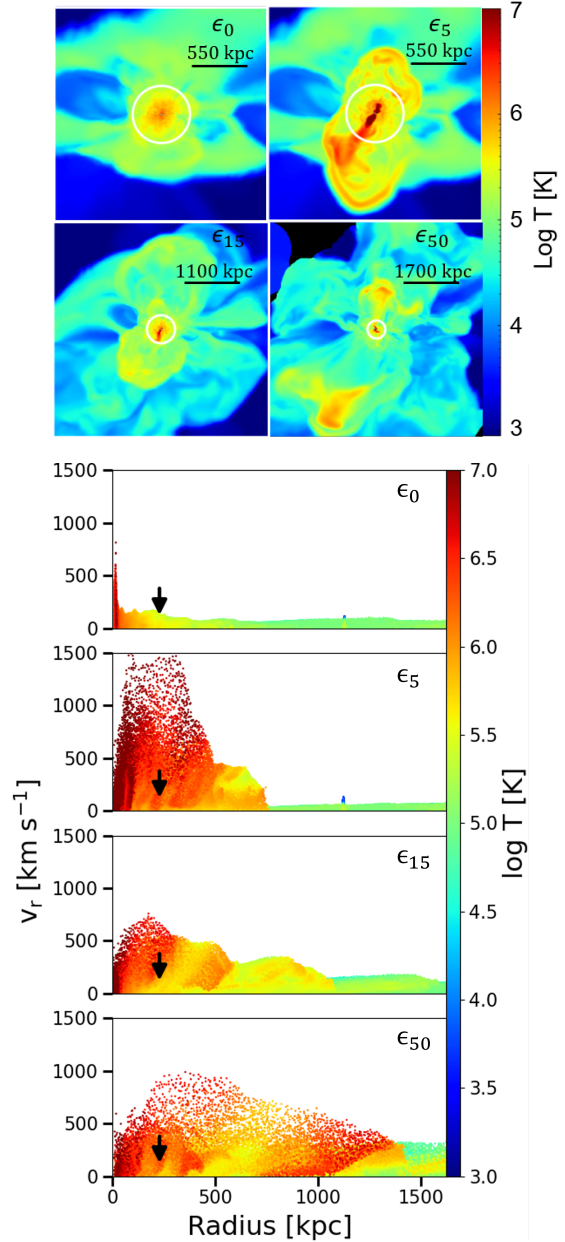 ϵ₀
550 kpc
ϵ₅
550 kpc
ϵ₁₅
1100 kpc
ϵ₅₀
1700 kpc
7
6
5
4
3
Log T [K]
1500
1000
500
0
ϵ₀
1500
1000
500
0
ϵ₅
1500
1000
500
0
ϵ₁₅
1500
1000
500
0
ϵ₅₀
0
500
1000
1500
Radius [kpc]
vᵣ [km s⁻¹]
7.0
6.5
6.0
5.5
5.0
4.5
4.0
3.5
3.0
log T [K]